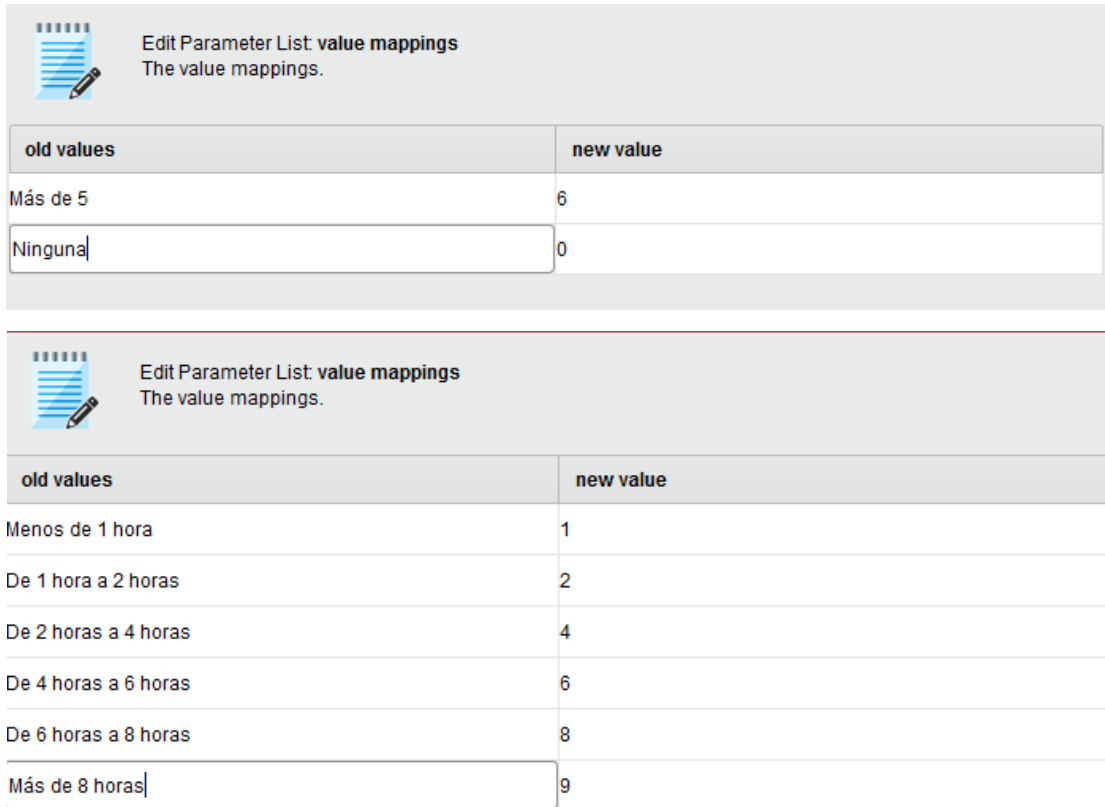 Edit Parameter List: value mappings
The value mappings.
old values new value
Más de 5 6
Ninguna 0
Edit Parameter List: value mappings
The value mappings.
old values new value
Menos de 1 hora 1
De 1 hora a 2 horas 2
De 2 horas a 4 horas 4
De 4 horas a 6 horas 6
De 6 horas a 8 horas 8
Más de 8 horas 9